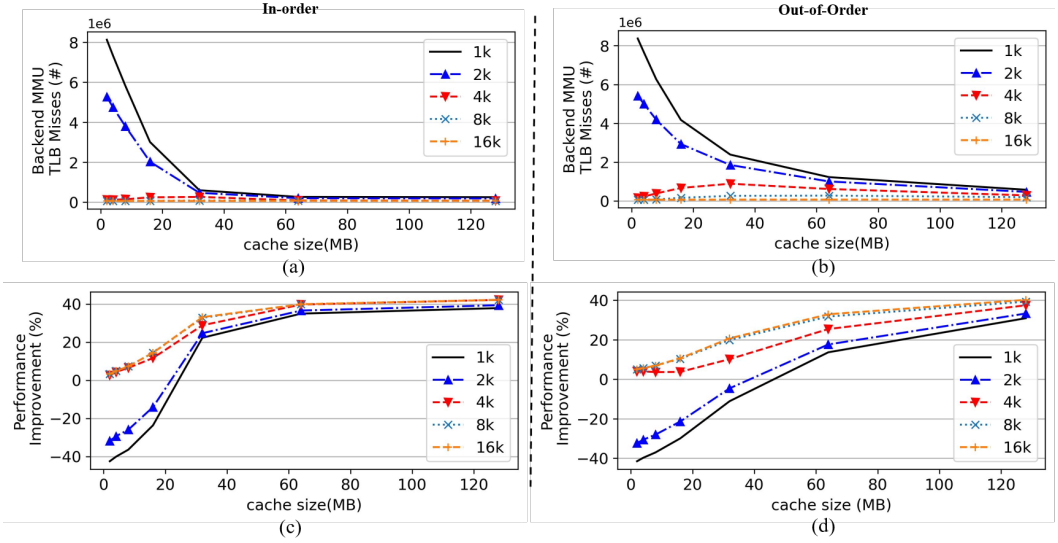 In-order
Out-of-Order
1e6
8
6
4
2
0
Backend MMU
TLB Misses (#)
1k
2k
4k
8k
16k
0 20 40 60 80 100 120
cache size(MB)
(a)
1e6
8
6
4
2
0
Backend MMU
TLB Misses (#)
1k
2k
4k
8k
16k
0 20 40 60 80 100 120
cache size(MB)
(b)
40
20
0
−20
−40
Performance
Improvement (%)
1k
2k
4k
8k
16k
0 20 40 60 80 100 120
cache size(MB)
(c)
40
20
0
−20
−40
Performance
Improvement (%)
1k
2k
4k
8k
16k
0 20 40 60 80 100 120
cache size (MB)
(d)